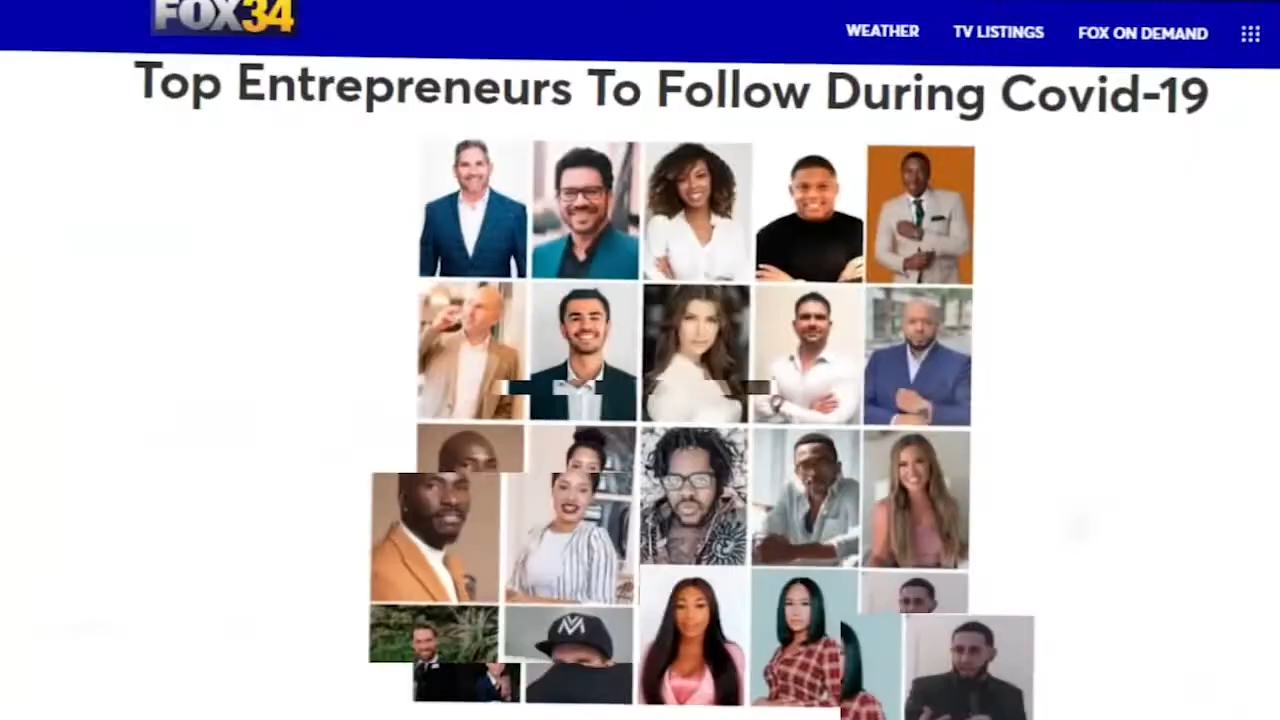 FOX34
WEATHER TV LISTINGS FOX ON DEMAND
Top Entrepreneurs To Follow During Covid-19